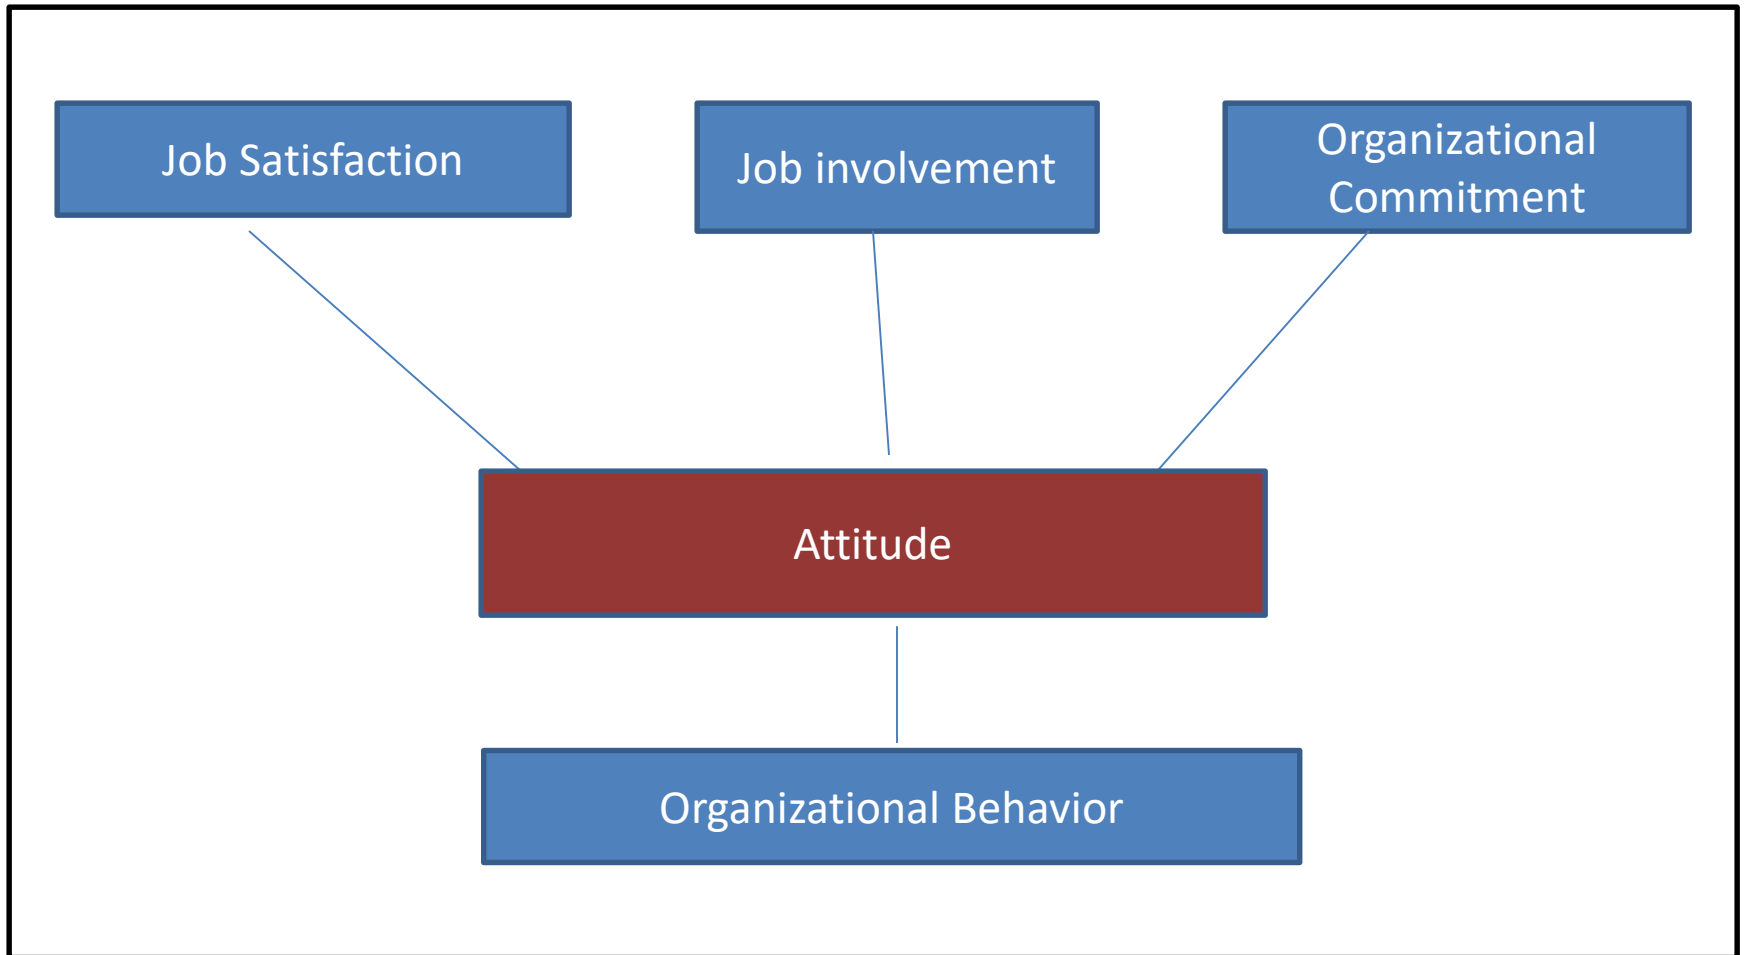 Job Satisfaction
Job involvement
Organizational
Commitment
Attitude
Organizational Behavior